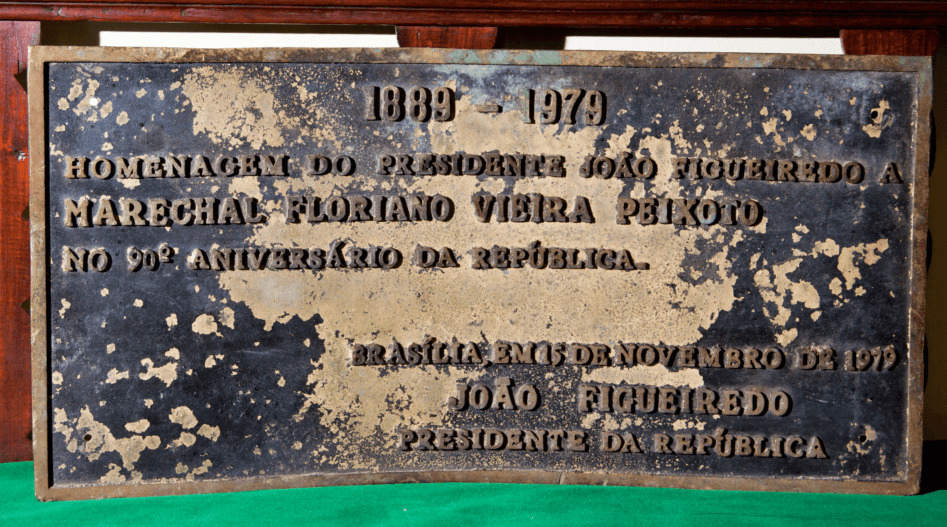 1889 - 1979
HOMENAGEM DO PRESIDENTE JOÃO FIGUEIREDO A
MARECHAL FLORIANO VIEIRA PEIXOTO
NO 90º ANIVERSÁRIO DA REPÚBLICA.
BRASÍLIA, EM 15 DE NOVEMBRO DE 1979
JOÃO FIGUEIREDO
PRESIDENTE DA REPÚBLICA